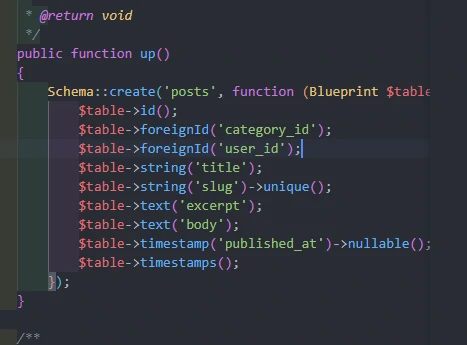 * @return void
*/
public function up()
{
Schema::create('posts', function (Blueprint $table
$table->id();
$table->foreignId('category_id');
$table->foreignId('user_id');
$table->string('title');
$table->string('slug')->unique();
$table->text('excerpt');
$table->text('body');
$table->timestamp('published_at')->nullable();
$table->timestamps();
});
}
/**